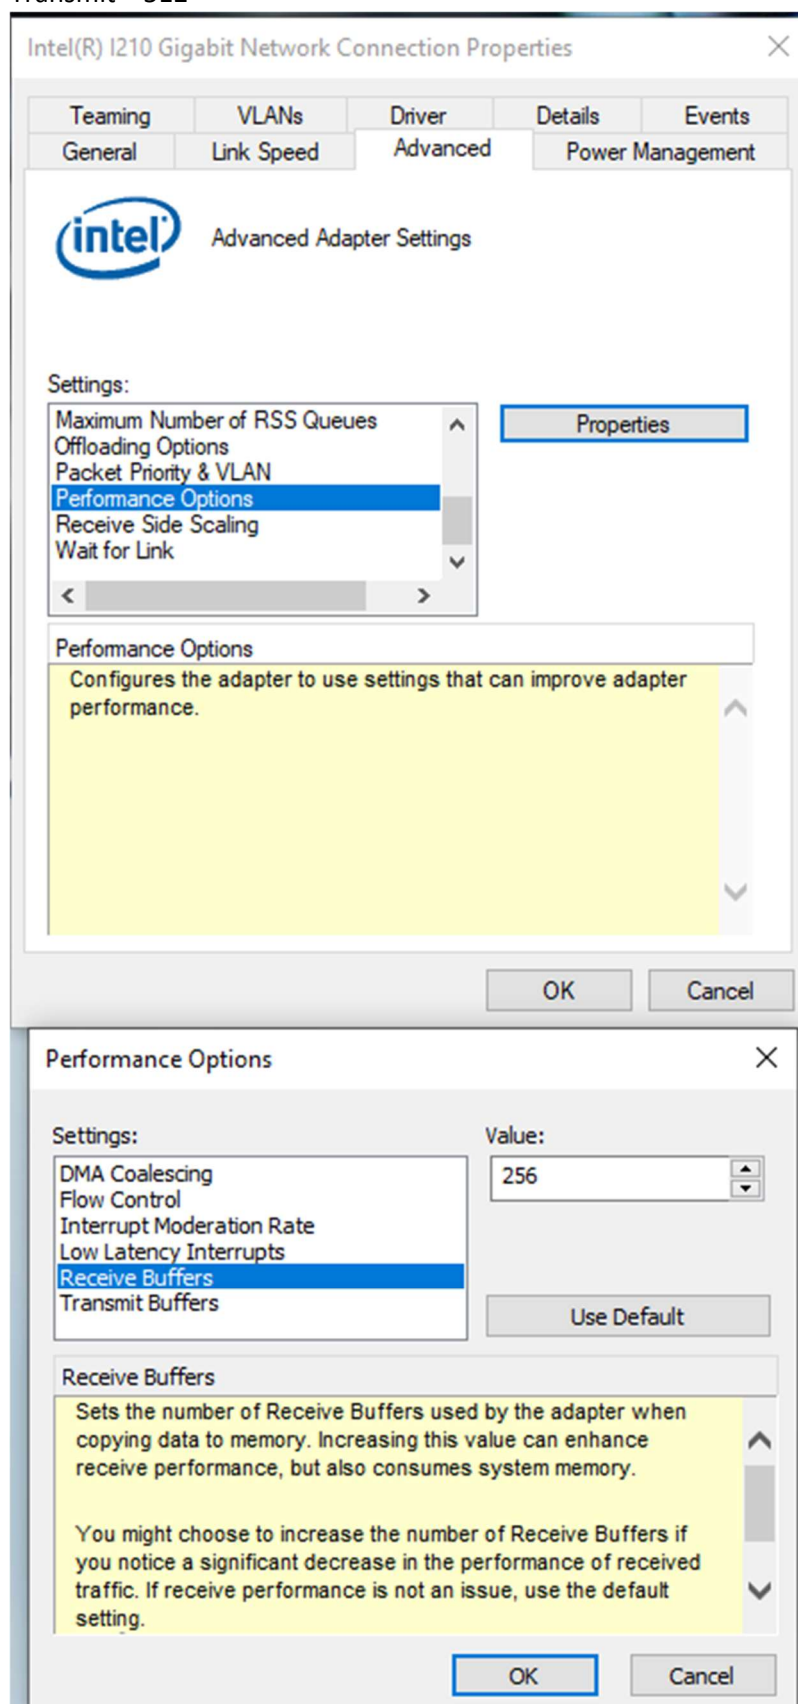 Intel(R) I210 Gigabit Network Connection Properties
Teaming VLANs Driver Details Events
General Link Speed Advanced Power Management
intel
Advanced Adapter Settings
Settings:
Maximum Number of RSS Queues
Offloading Options
Packet Priority & VLAN
Performance Options
Receive Side Scaling
Wait for Link
Properties
Performance Options
Configures the adapter to use settings that can improve adapter
performance.
OK Cancel
Performance Options
Settings:
Value:
DMA Coalescing
Flow Control
Interrupt Moderation Rate
Low Latency Interrupts
Receive Buffers
Transmit Buffers
256
Use Default
Receive Buffers
Sets the number of Receive Buffers used by the adapter when
copying data to memory. Increasing this value can enhance
receive performance, but also consumes system memory.
You might choose to increase the number of Receive Buffers if
you notice a significant decrease in the performance of received
traffic. If receive performance is not an issue, use the default
setting.
OK Cancel